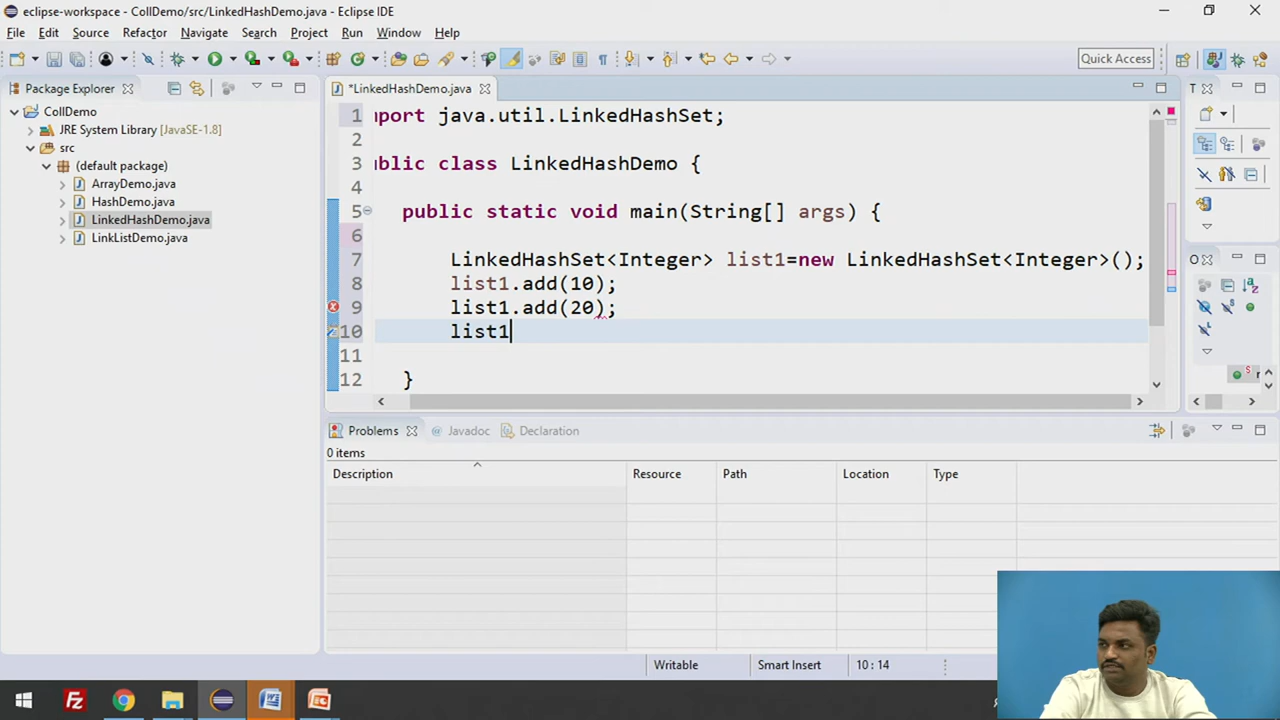 eclipse-workspace - CollDemo/src/LinkedHashDemo.java - Eclipse IDE
File Edit Source Refactor Navigate Search Project Run Window Help
Quick Access
Package Explorer
CollDemo
JRE System Library [JavaSE-1.8]
src
(default package)
ArrayDemo.java
HashDemo.java
LinkedHashDemo.java
LinkListDemo.java
*LinkedHashDemo.java
1 mport java.util.LinkedHashSet;
2
3 ublic class LinkedHashDemo {
4
5 public static void main(String[] args) {
6
7 LinkedHashSet<Integer> list1=new LinkedHashSet<Integer>();
8 list1.add(10);
9 list1.add(20);
10 list1
11
12 }
T
O
Problems @ Javadoc Declaration
0 items
Description Resource Path Location Type
Writable Smart Insert 10 : 14